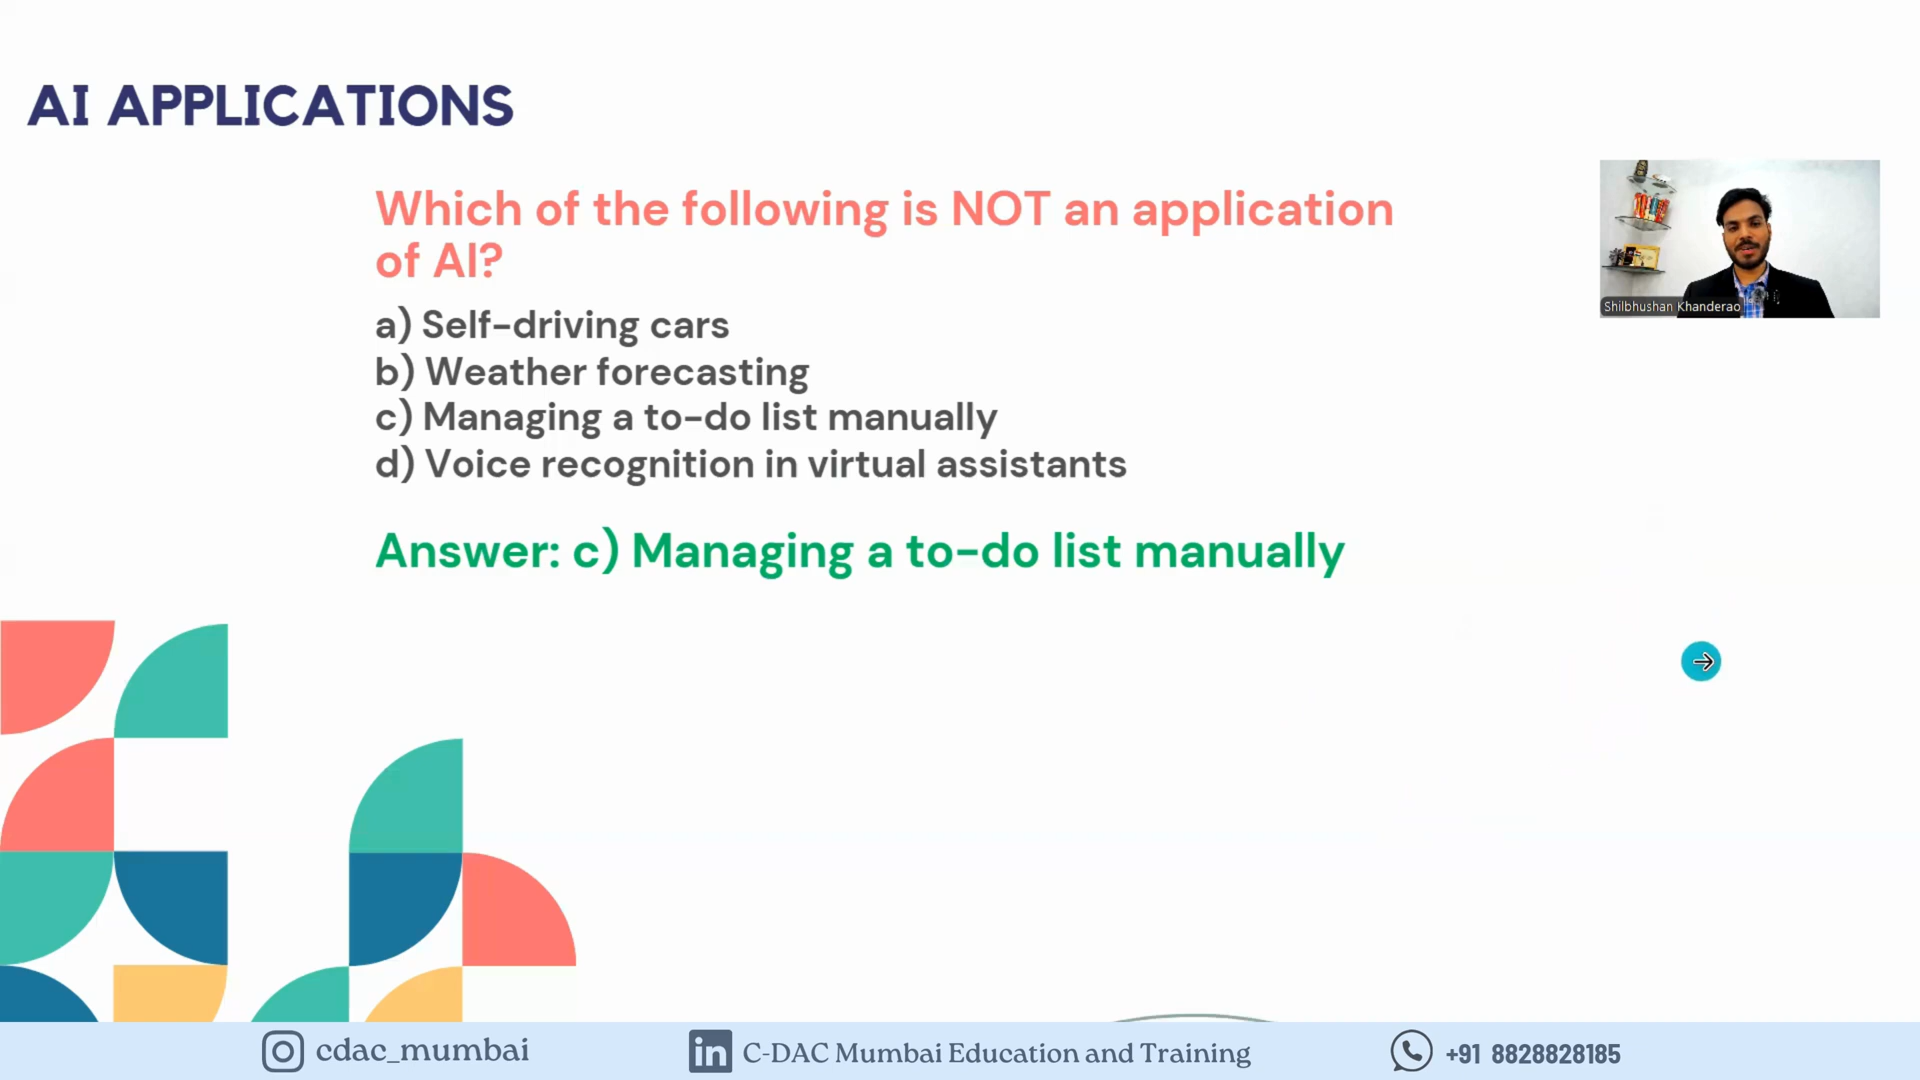 AI APPLICATIONS
Which of the following is NOT an application
of AI?
a) Self-driving cars
b) Weather forecasting
c) Managing a to-do list manually
d) Voice recognition in virtual assistants
Answer: c) Managing a to-do list manually
Shilbhushan Khanderao
cdac_mumbai
in C-DAC Mumbai Education and Training
+91 8828828185